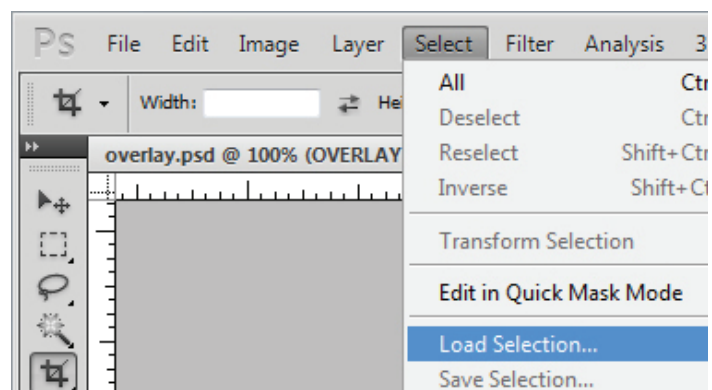 Ps File Edit Image Layer Select Filter Analysis
Width:
overlay.psd @ 100% (OVERLAY
All
Deselect
Reselect Shift+Ctr
Inverse Shift+Ct
Transform Selection
Edit in Quick Mask Mode
Load Selection...
Save Selection...